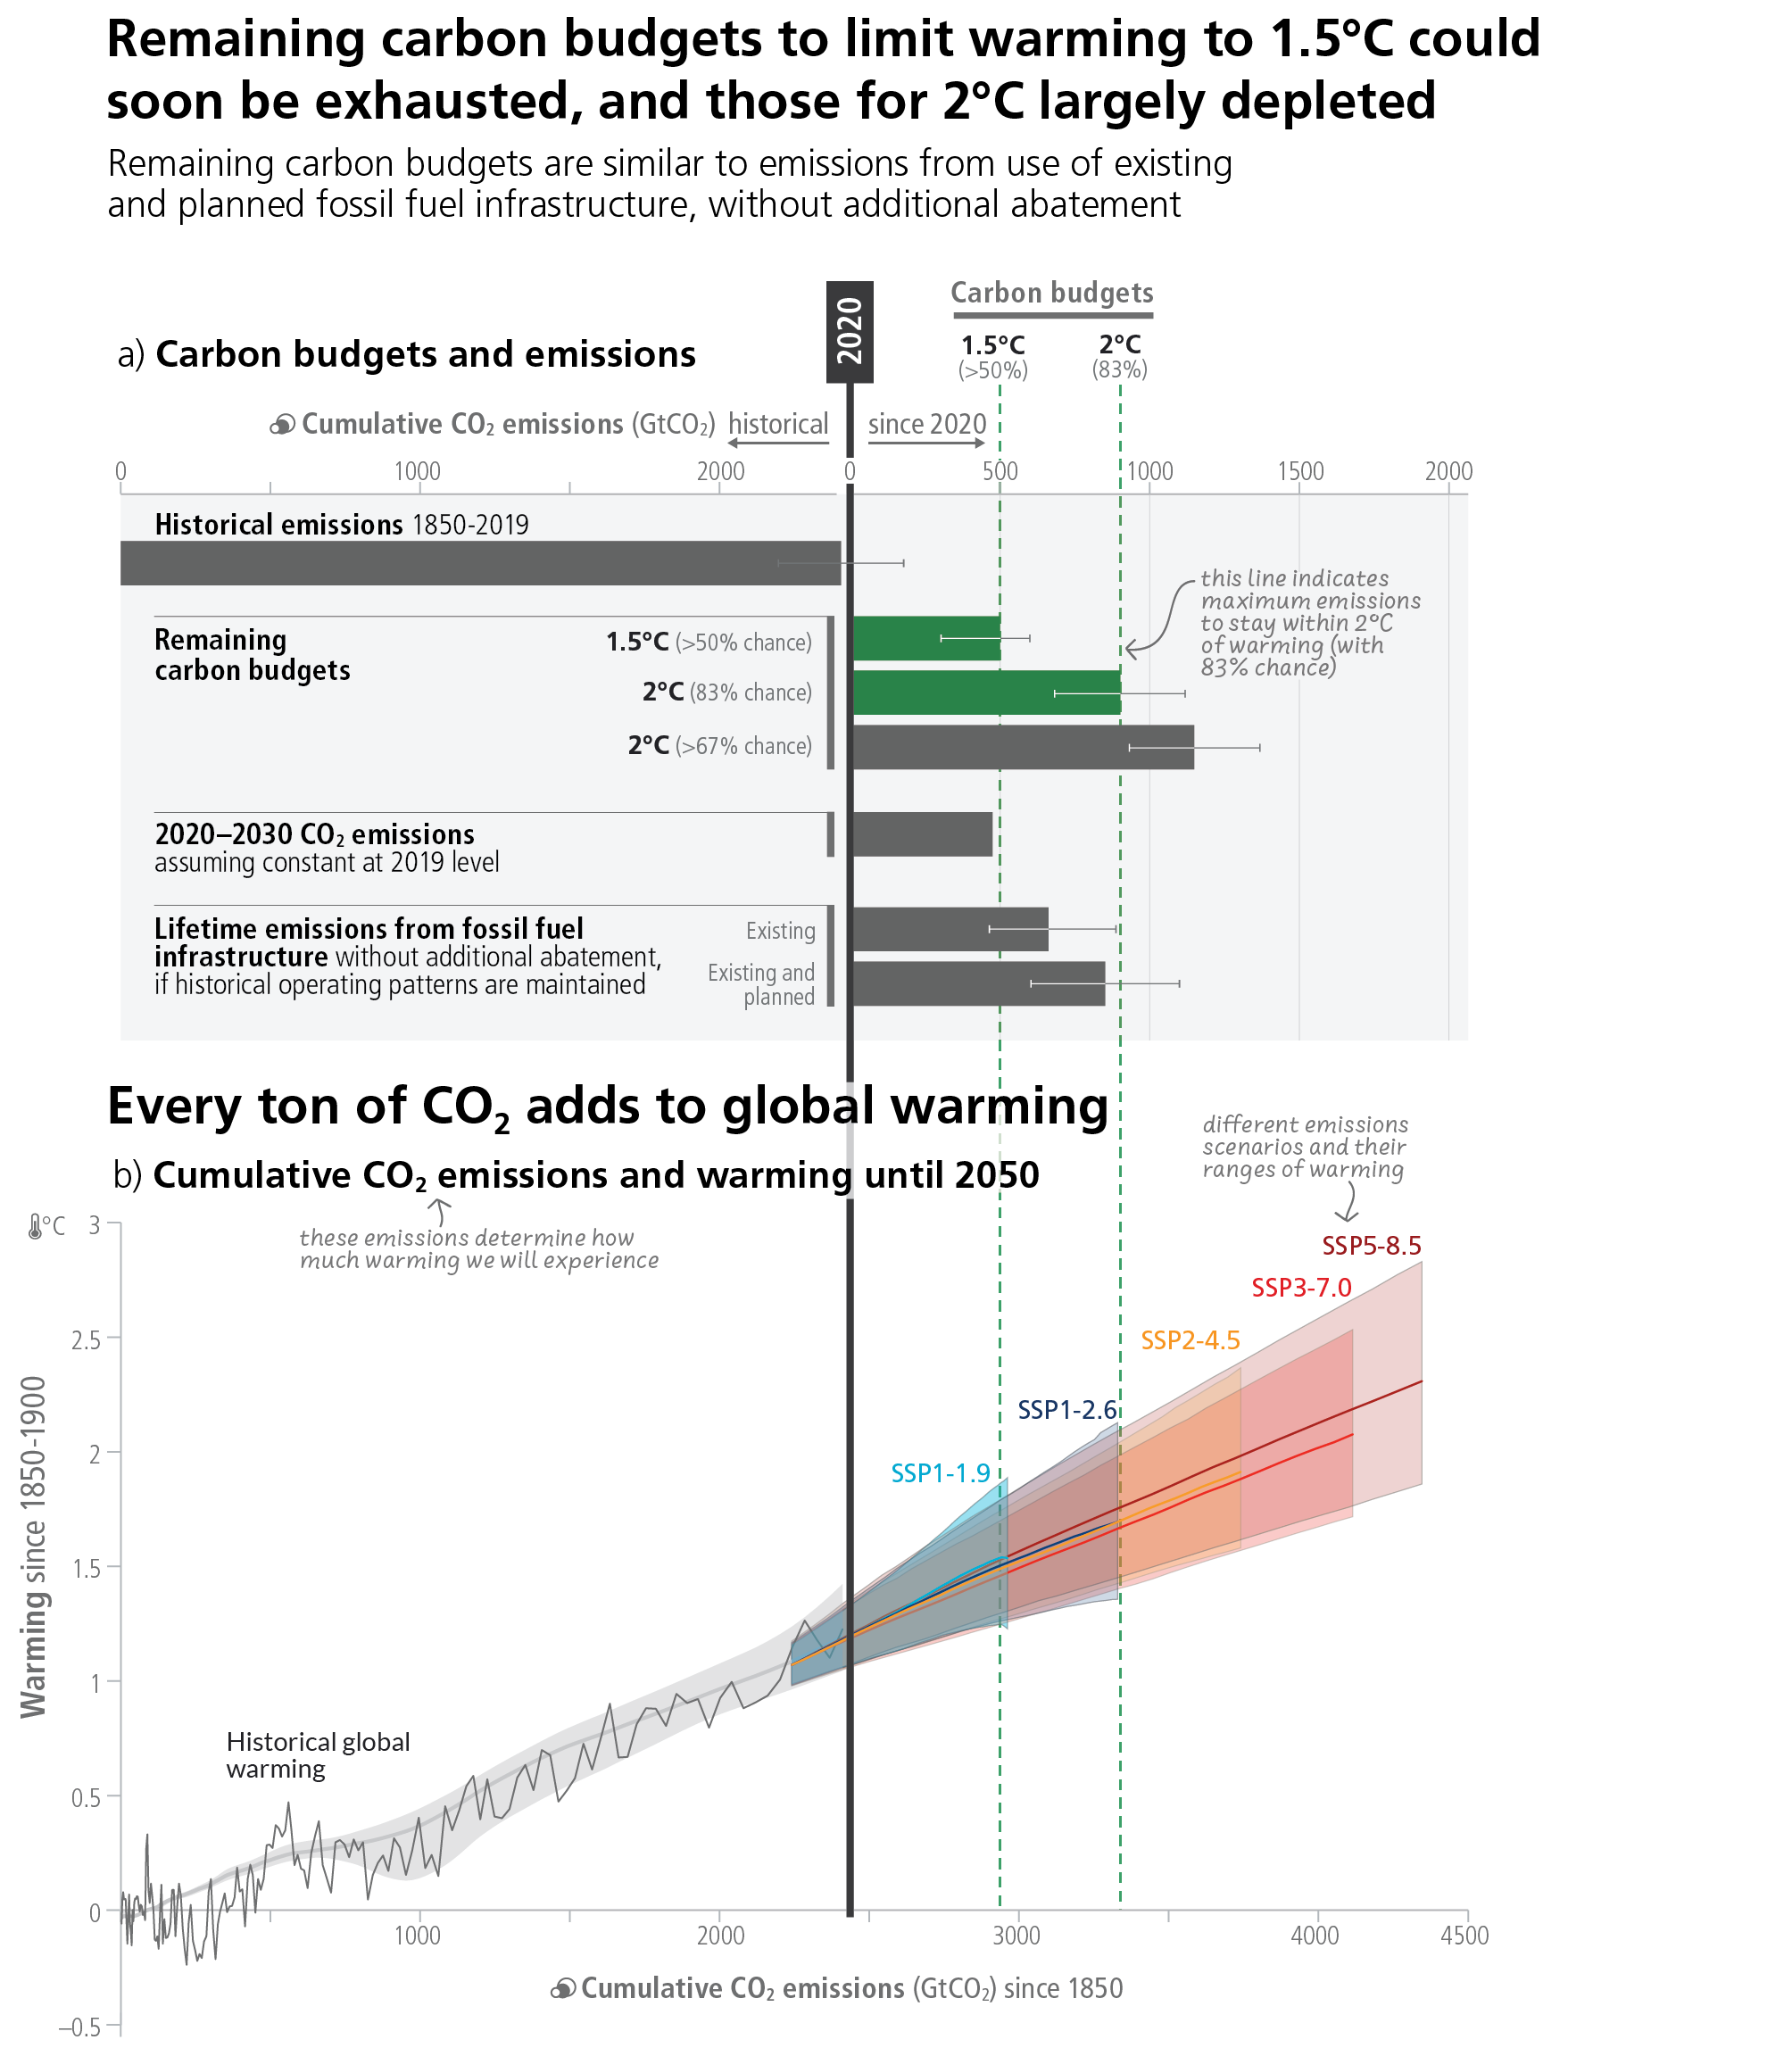 Remaining carbon budgets to limit warming to 1.5°C could
soon be exhausted, and those for 2°C largely depleted
Remaining carbon budgets are similar to emissions from use of existing
and planned fossil fuel infrastructure, without additional abatement
2020
Carbon budgets
1.5°C
(>50%)
2°C
(83%)
a) Carbon budgets and emissions
Cumulative CO₂ emissions (GtCO₂) historical since 2020
0 1000 2000 0 500 1000 1500 2000
Historical emissions 1850-2019
this line indicates
maximum emissions
to stay within 2°C
of warming (with
83% chance)
Remaining
carbon budgets
1.5°C (>50% chance)
2°C (83% chance)
2°C (>67% chance)
2020–2030 CO₂ emissions
assuming constant at 2019 level
Lifetime emissions from fossil fuel
infrastructure without additional abatement,
if historical operating patterns are maintained
Existing
Existing and
planned
Every ton of CO₂ adds to global warming
b) Cumulative CO₂ emissions and warming until 2050
different emissions
scenarios and their
ranges of warming
these emissions determine how
much warming we will experience
°C
3
2.5
2
1.5
1
0.5
0
–0.5
Warming since 1850-1900
SSP5-8.5
SSP3-7.0
SSP2-4.5
SSP1-2.6
SSP1-1.9
Historical global
warming
1000 2000 3000 4000 4500
Cumulative CO₂ emissions (GtCO₂) since 1850